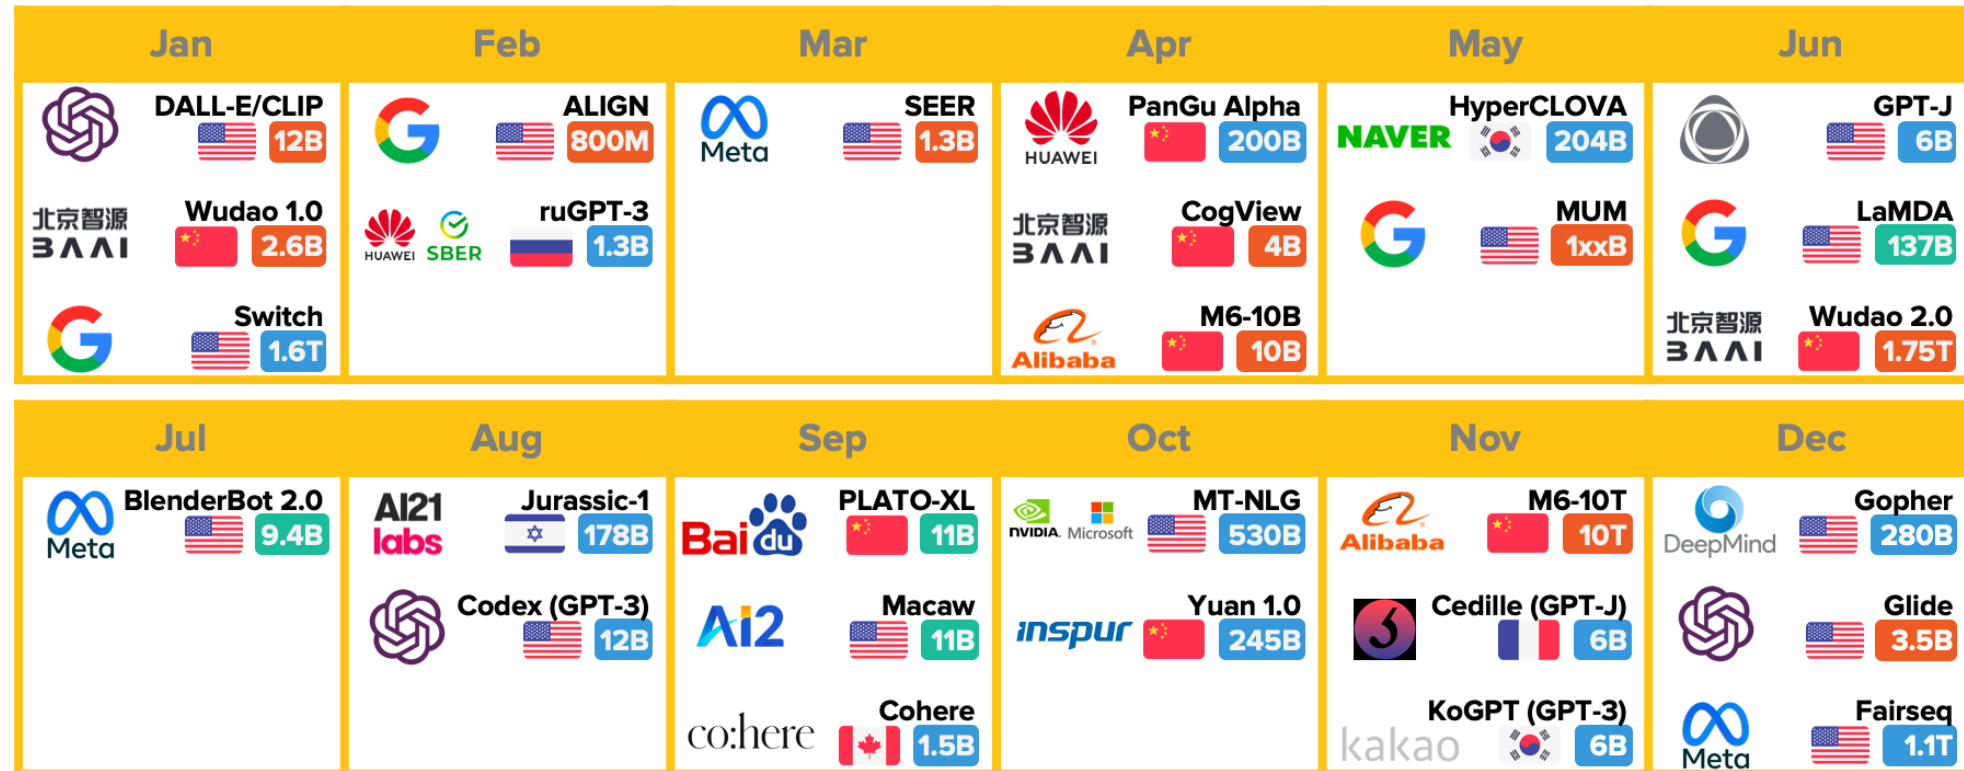 Jan Feb Mar Apr May Jun
DALL-E/CLIP
12B
北京智源
BAAI
Wudao 1.0
2.6B
Switch
1.6T
ALIGN
800M
HUAWEI SBER
ruGPT-3
1.3B
Meta
SEER
1.3B
HUAWEI
PanGu Alpha
200B
北京智源
BAAI
CogView
4B
Alibaba
M6-10B
10B
NAVER
HyperCLOVA
204B
MUM
1xxB
GPT-J
6B
LaMDA
137B
北京智源
BAAI
Wudao 2.0
1.75T
Jul Aug Sep Oct Nov Dec
Meta
BlenderBot 2.0
9.4B
AI21
labs
Jurassic-1
178B
Codex (GPT-3)
12B
Baidu
PLATO-XL
11B
AI2
Macaw
11B
co:here
Cohere
1.5B
NVIDIA. Microsoft
MT-NLG
530B
inspur
Yuan 1.0
245B
Alibaba
M6-10T
10T
Cedille (GPT-J)
6B
kakao
KoGPT (GPT-3)
6B
DeepMind
Gopher
280B
Glide
3.5B
Meta
Fairseq
1.1T